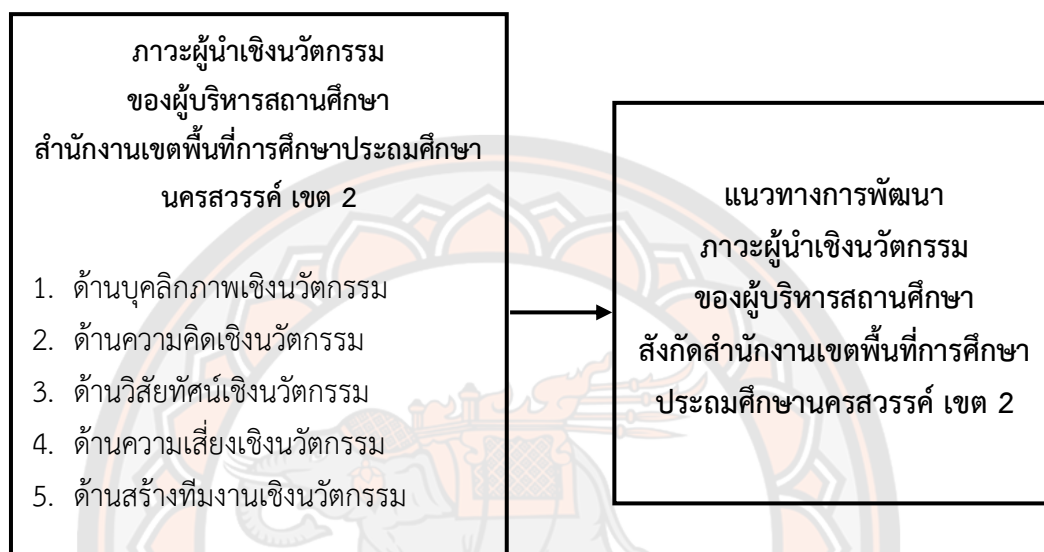 ภาวะผู้นำเชิงนวัตกรรม
ของผู้บริหารสถานศึกษา
สำนักงานเขตพื้นที่การศึกษาประถมศึกษา
นครสวรรค์ เขต 2
1. ด้านบุคลิกภาพเชิงนวัตกรรม
2. ด้านความคิดเชิงนวัตกรรม
3. ด้านวิสัยทัศน์เชิงนวัตกรรม
4. ด้านความเสี่ยงเชิงนวัตกรรม
5. ด้านสร้างทีมงานเชิงนวัตกรรม
แนวทางการพัฒนา
ภาวะผู้นำเชิงนวัตกรรม
ของผู้บริหารสถานศึกษา
สังกัดสำนักงานเขตพื้นที่การศึกษา
ประถมศึกษานครสวรรค์ เขต 2